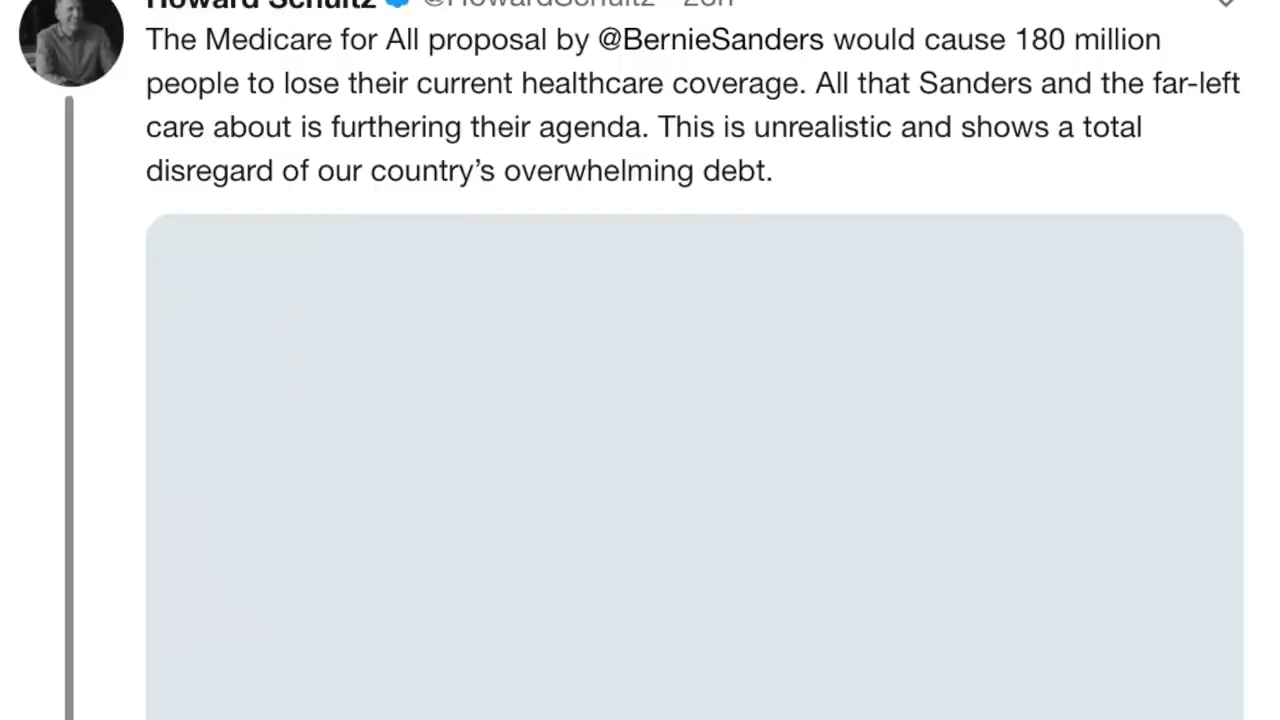 Howard Schultz @HowardSchultz · 20h
The Medicare for All proposal by @BernieSanders would cause 180 million
people to lose their current healthcare coverage. All that Sanders and the far-left
care about is furthering their agenda. This is unrealistic and shows a total
disregard of our country’s overwhelming debt.